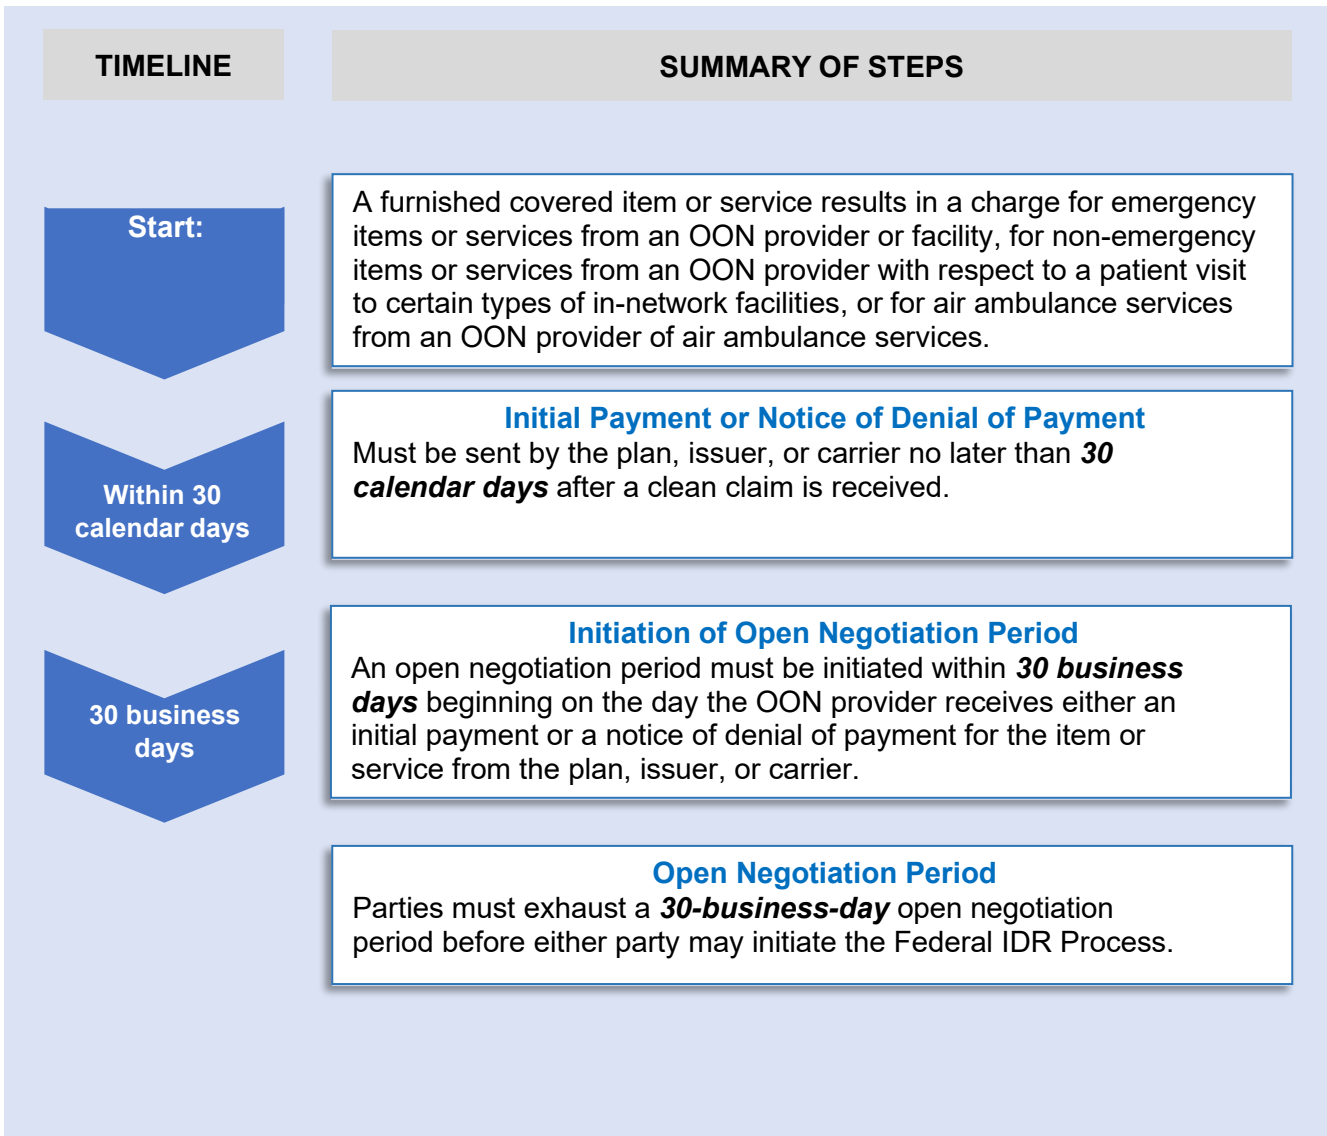 TIMELINE
SUMMARY OF STEPS
Start:
A furnished covered item or service results in a charge for emergency
items or services from an OON provider or facility, for non-emergency
items or services from an OON provider with respect to a patient visit
to certain types of in-network facilities, or for air ambulance services
from an OON provider of air ambulance services.
Within 30
calendar days
Initial Payment or Notice of Denial of Payment
Must be sent by the plan, issuer, or carrier no later than 30
calendar days after a clean claim is received.
30 business
days
Initiation of Open Negotiation Period
An open negotiation period must be initiated within 30 business
days beginning on the day the OON provider receives either an
initial payment or a notice of denial of payment for the item or
service from the plan, issuer, or carrier.
Open Negotiation Period
Parties must exhaust a 30-business-day open negotiation
period before either party may initiate the Federal IDR Process.